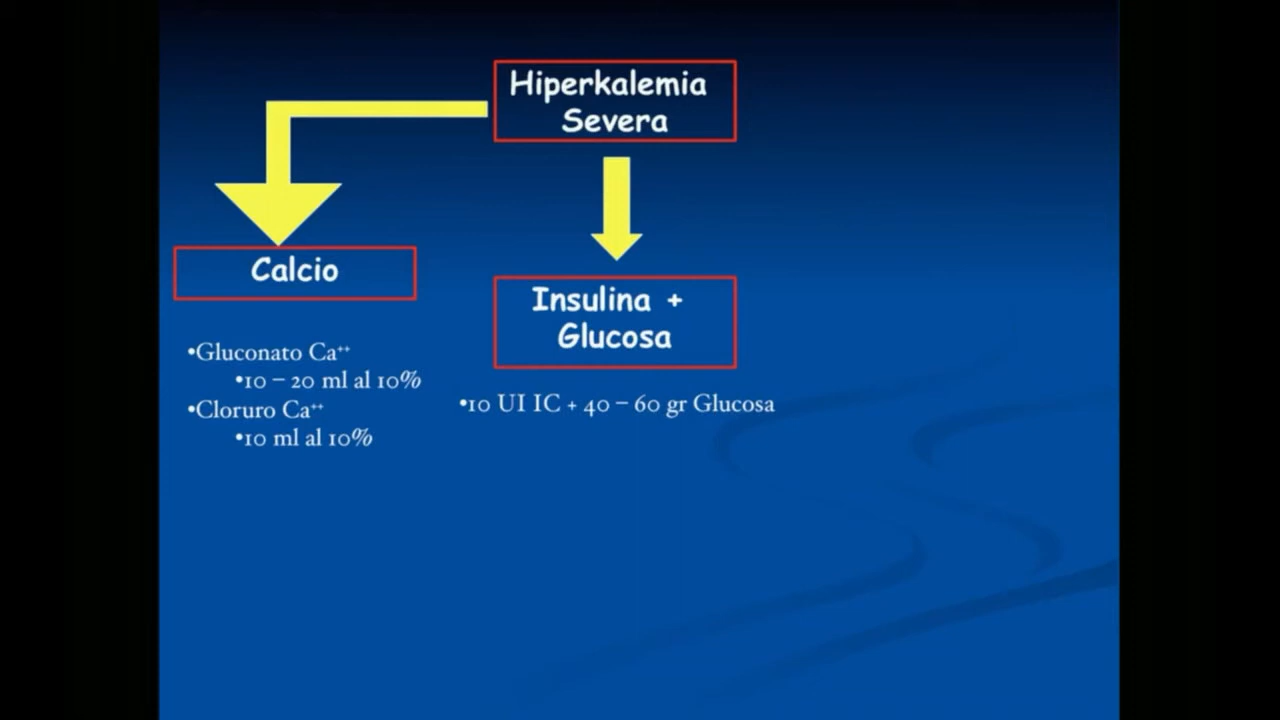 Hiperkalemia
Severa
Calcio
Insulina +
Glucosa
•Gluconato Ca⁺⁺
•10 – 20 ml al 10%
•Cloruro Ca⁺⁺
•10 ml al 10%
•10 UI IC + 40 – 60 gr Glucosa